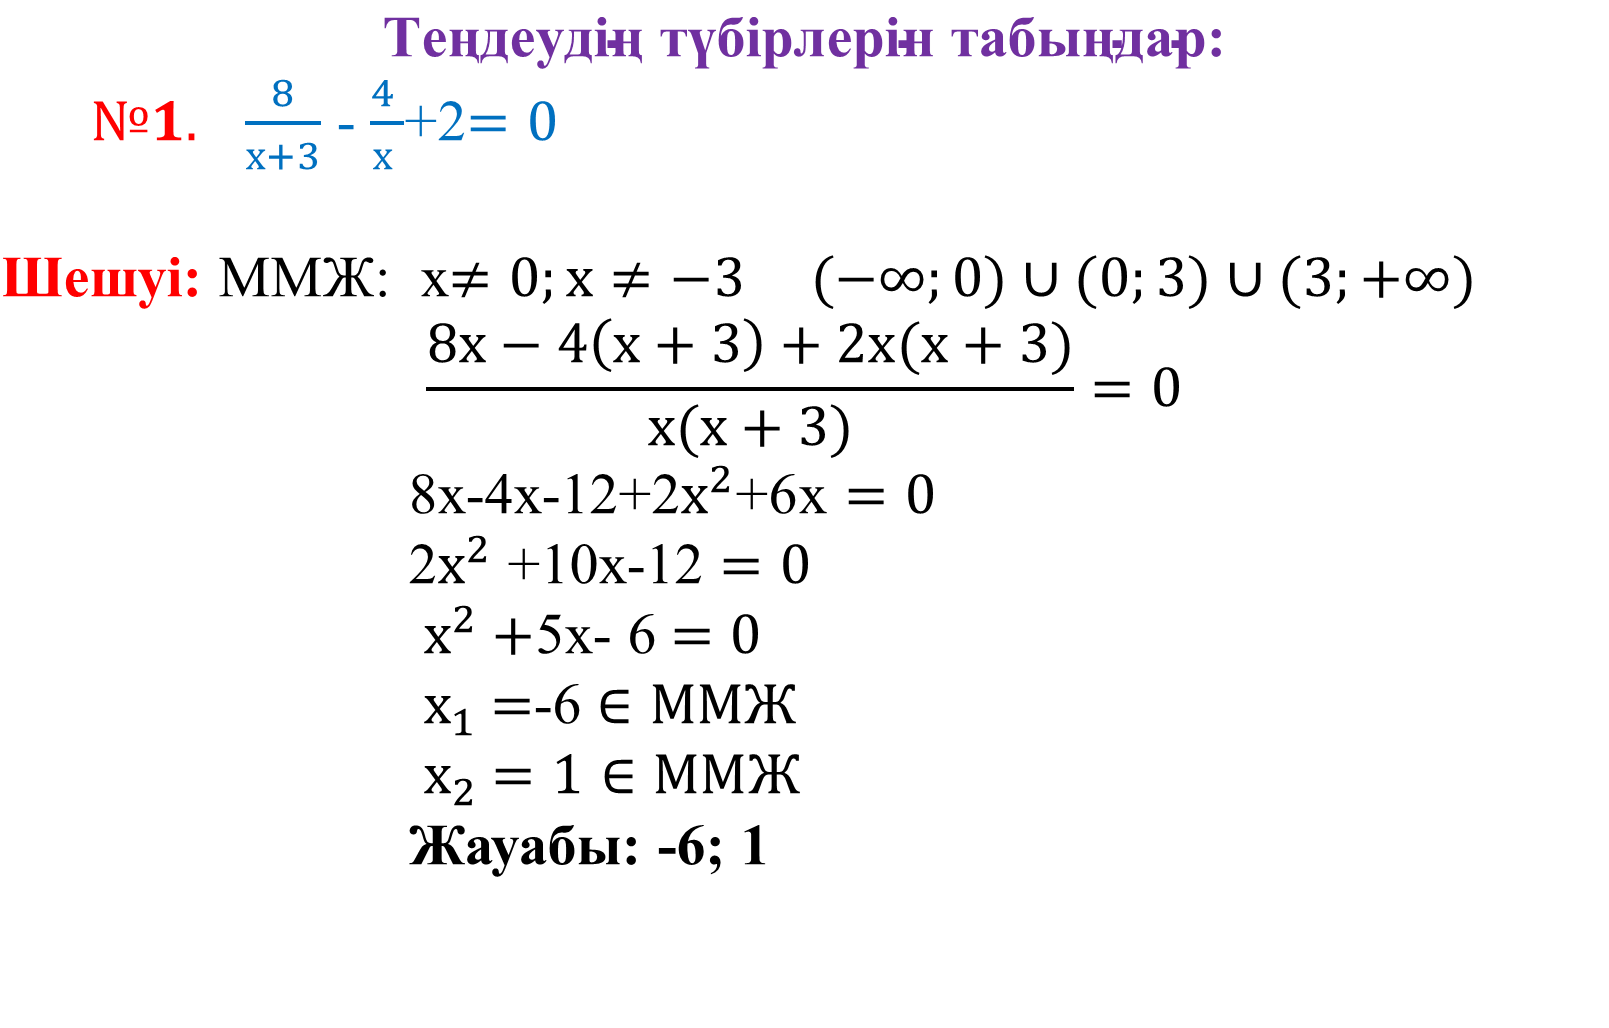 Теңдеудің түбірлерін табыңдар:
№1. 8/(x+3) - 4/x +2= 0
Шешуі: ММЖ: x≠ 0; x ≠ −3 (−∞; 0) ∪ (0; 3) ∪ (3; +∞)
(8x − 4(x + 3) + 2x(x + 3))/(x(x + 3)) = 0
8x-4x-12+2x²+6x = 0
2x² +10x-12 = 0
x² +5x- 6 = 0
x₁ =-6 ∈ ММЖ
x₂ = 1 ∈ ММЖ
Жауабы: -6; 1